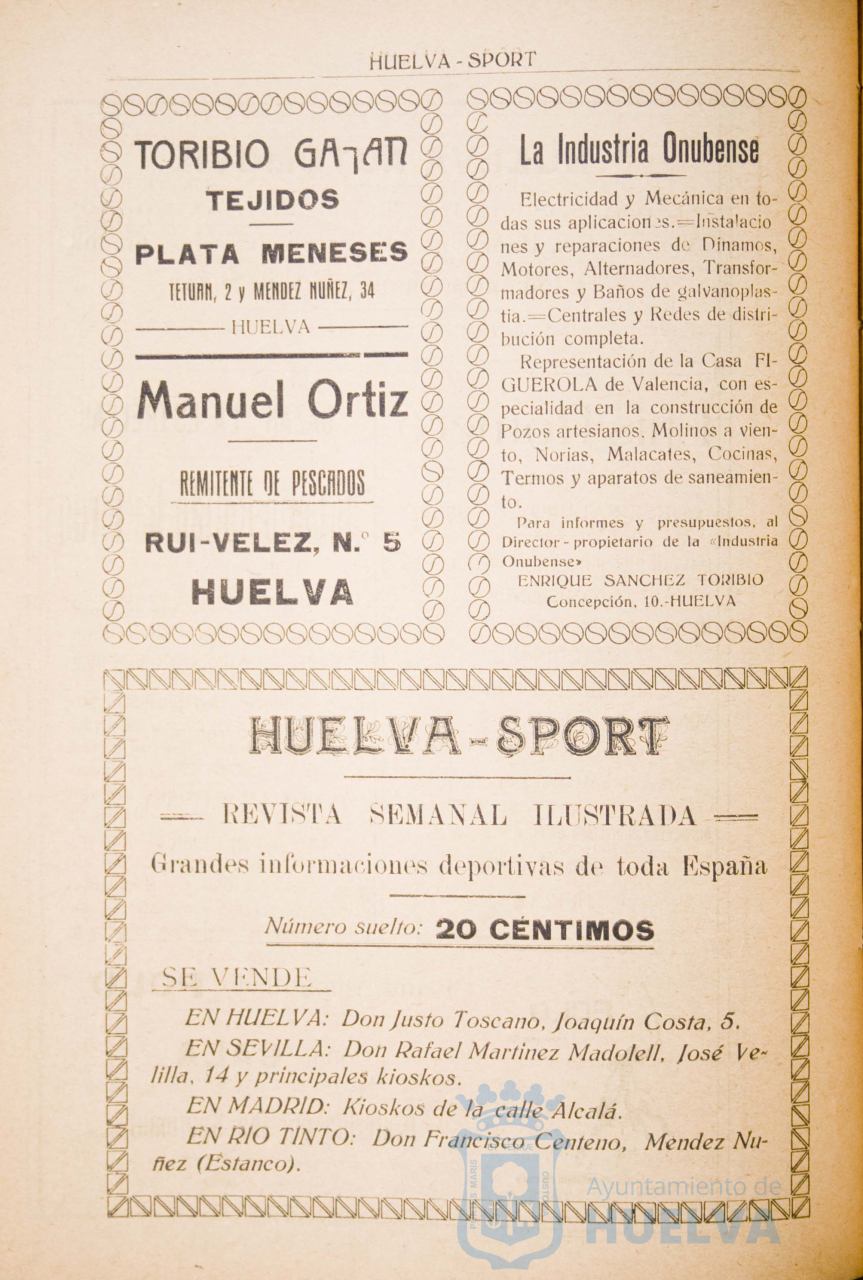 HUELVA - SPORT
TORIBIO GAJAN
TEJIDOS
PLATA MENESES
TETUAN, 2 y MENDEZ NUÑEZ, 34
HUELVA
Manuel Ortiz
REMITENTE DE PESCADOS
RUI-VELEZ, N.º 5
HUELVA
La Industria Onubense
Electricidad y Mecánica en to-
das sus aplicaciones.=Instalacio
nes y reparaciones de Dínamos,
Motores, Alternadores, Transfor-
madores y Baños de galvanoplas-
tia.=Centrales y Redes de distri-
bución completa.
Representación de la Casa FI-
GUEROLA de Valencia, con es-
pecialidad en la construcción de
Pozos artesianos, Molinos a vien-
to, Norias, Malacates, Cocinas,
Termos y aparatos de saneamien-
to.
Para informes y presupuestos, al
Director-propietario de la «Industria
Onubense»
ENRIQUE SANCHEZ TORIBIO
Concepción, 10.-HUELVA
HUELVA-SPORT
REVISTA SEMANAL ILUSTRADA
Grandes informaciones deportivas de toda España
Número suelto: 20 CÉNTIMOS
SE VENDE
EN HUELVA: Don Justo Toscano, Joaquín Costa, 5.
EN SEVILLA: Don Rafael Martinez Madolell, José Ve-
lilla, 14 y principales kioskos.
EN MADRID: Kioskos de la calle Alcalá.
EN RIO TINTO: Don Francisco Centeno, Mendez Nu-
ñez (Estanco).
Ayuntamiento de
HUELVA